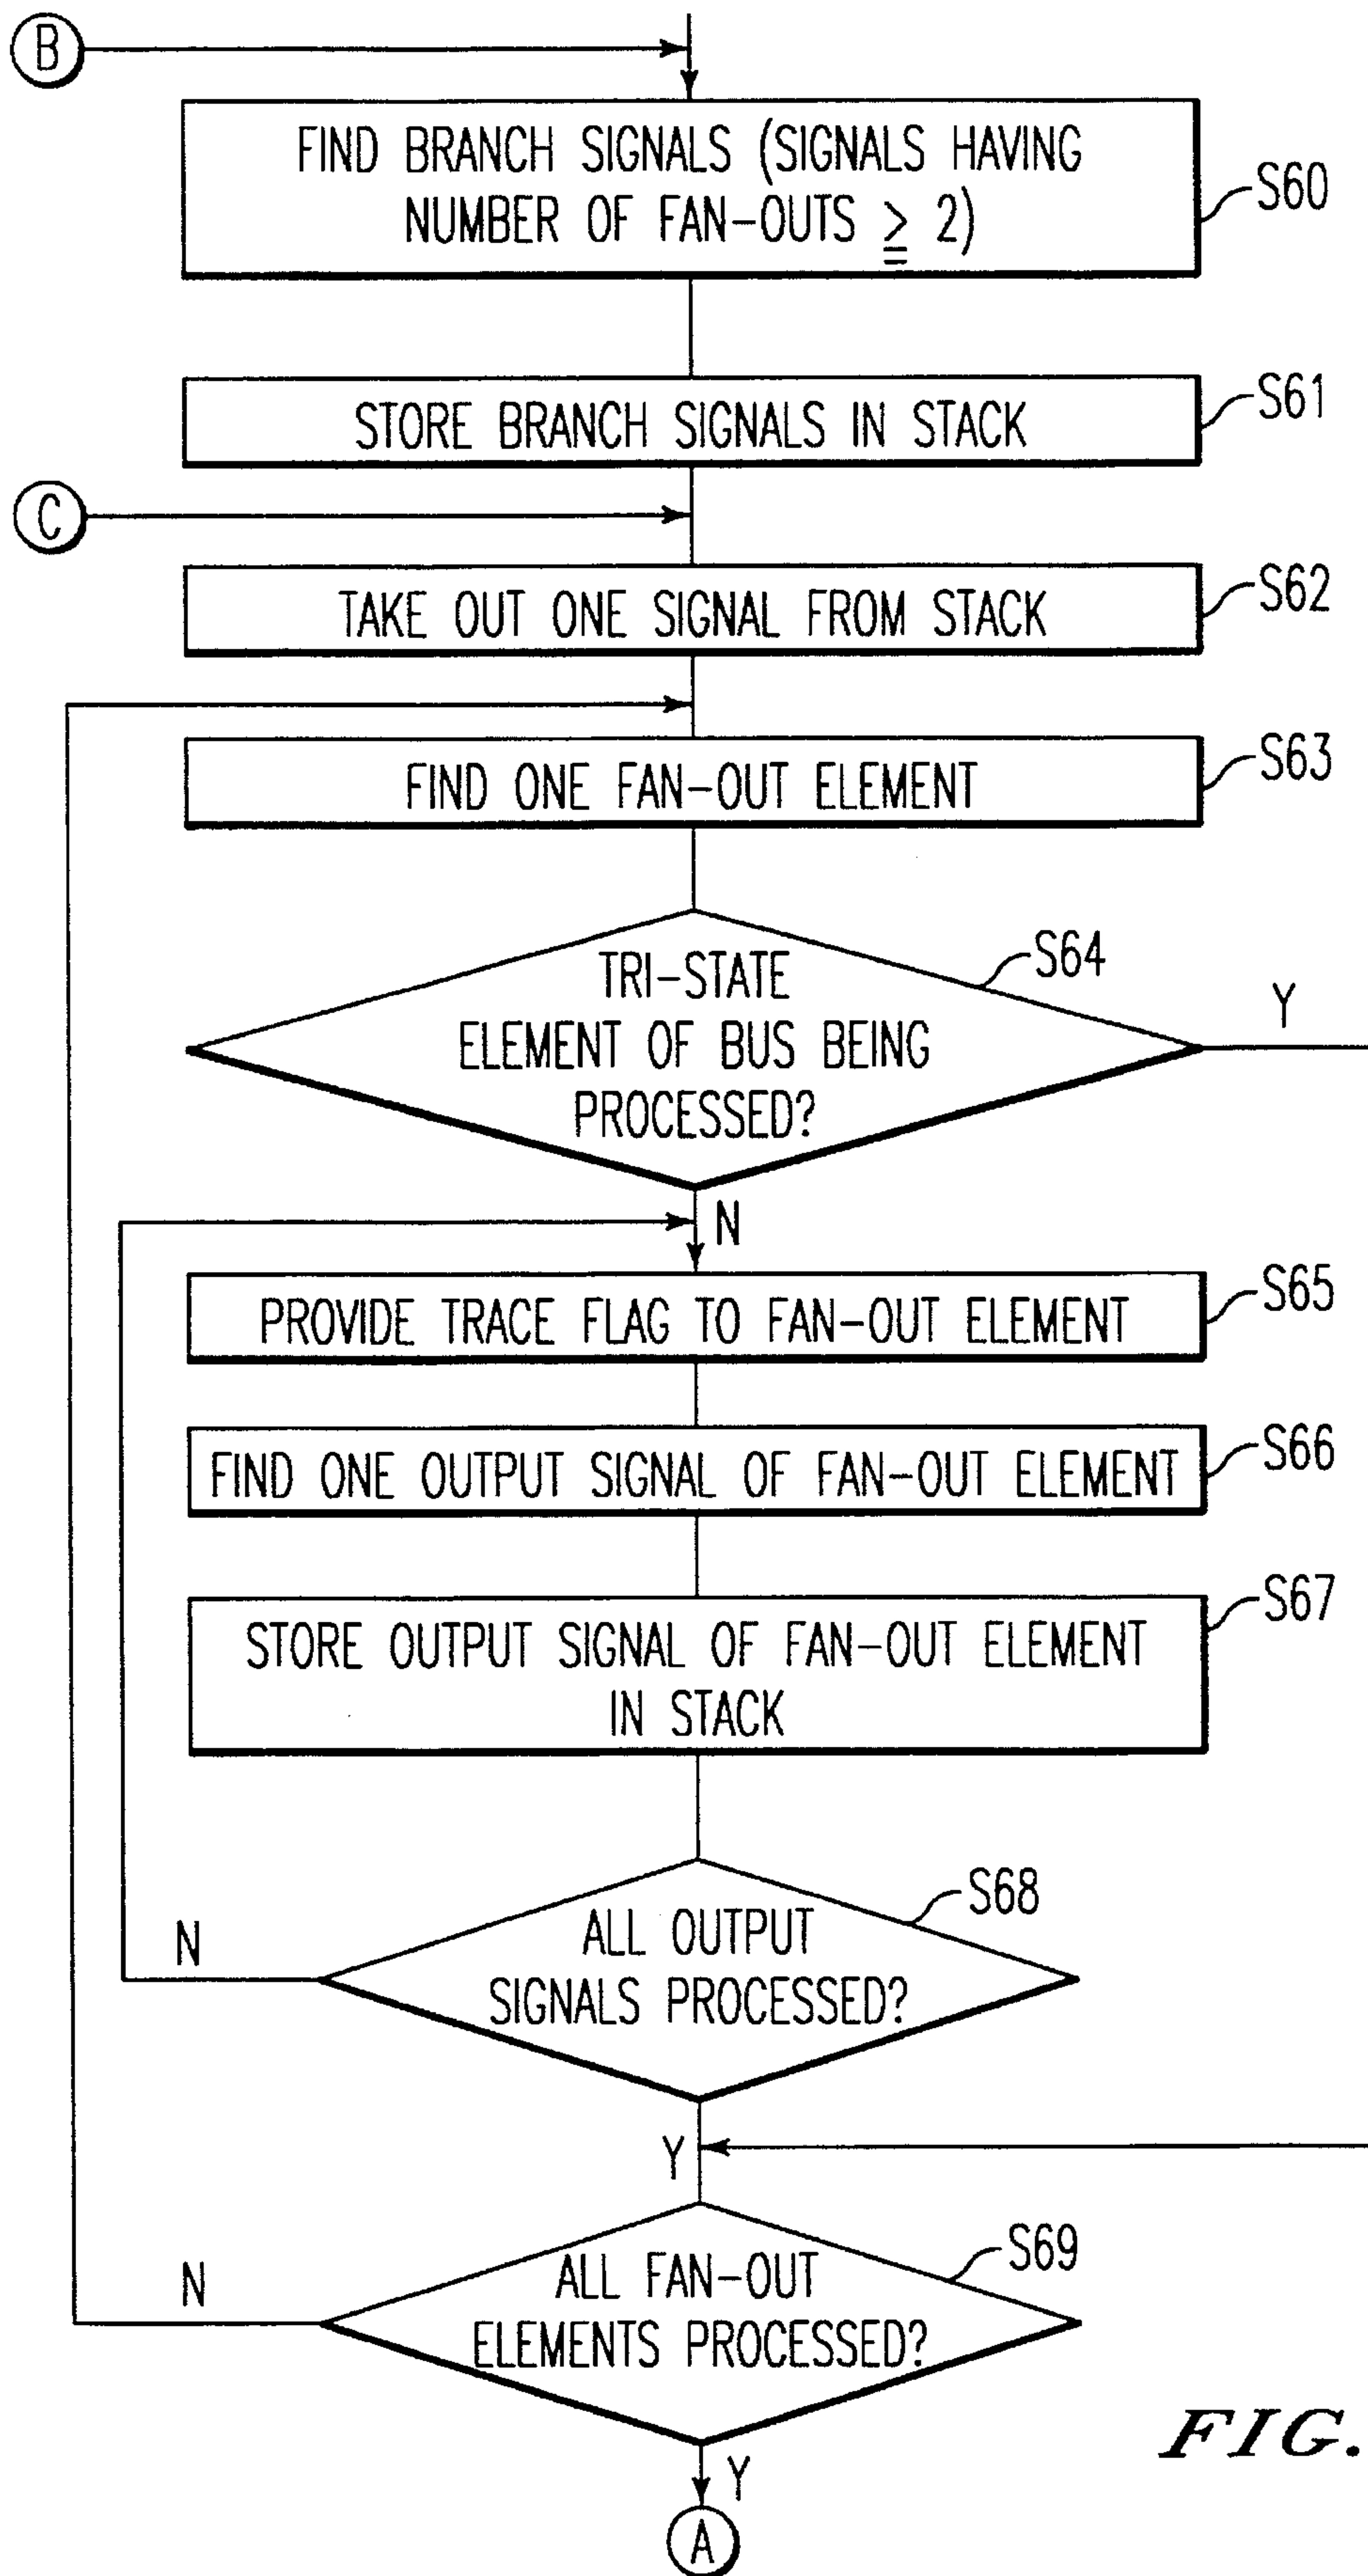 B
FIND BRANCH SIGNALS (SIGNALS HAVING
NUMBER OF FAN-OUTS ≧ 2)
S60
STORE BRANCH SIGNALS IN STACK
S61
C
TAKE OUT ONE SIGNAL FROM STACK
S62
FIND ONE FAN-OUT ELEMENT
S63
TRI-STATE
ELEMENT OF BUS BEING
PROCESSED?
S64
Y
N
PROVIDE TRACE FLAG TO FAN-OUT ELEMENT
S65
FIND ONE OUTPUT SIGNAL OF FAN-OUT ELEMENT
S66
STORE OUTPUT SIGNAL OF FAN-OUT ELEMENT
IN STACK
S67
ALL OUTPUT
SIGNALS PROCESSED?
S68
N
Y
ALL FAN-OUT
ELEMENTS PROCESSED?
S69
N
Y
A
FIG.